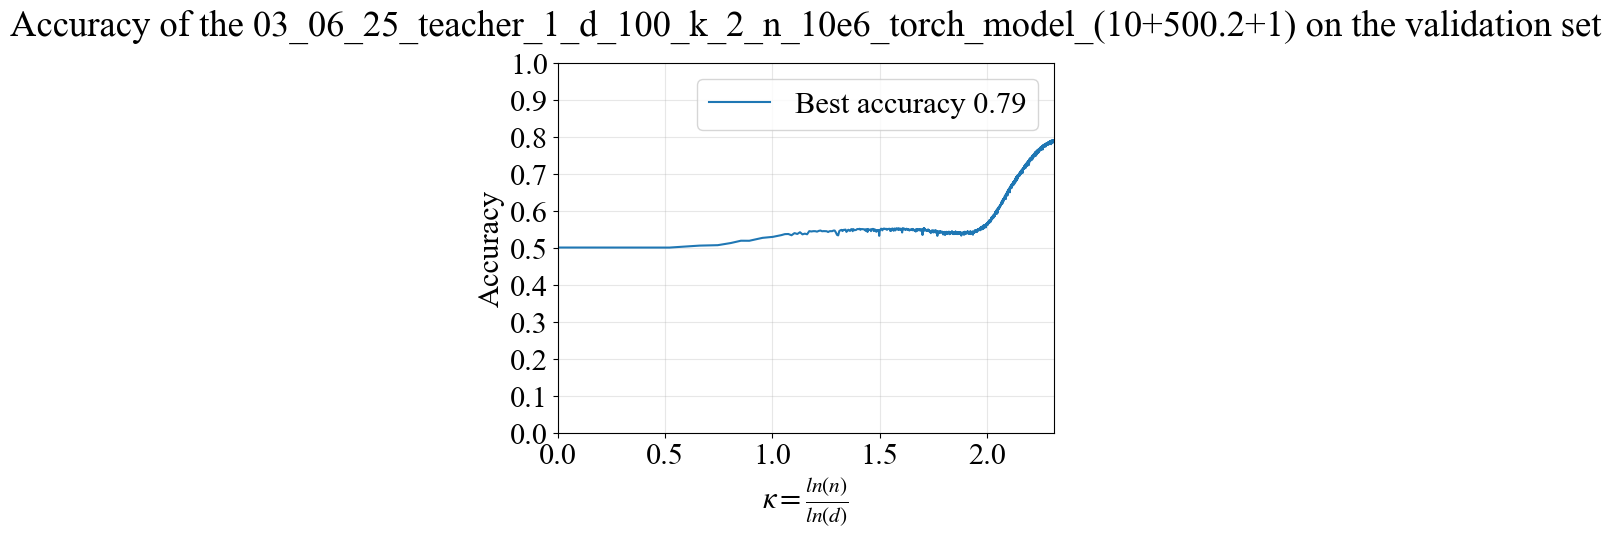 Accuracy of the 03_06_25_teacher_1_d_100_k_2_n_10e6_torch_model_(10+500.2+1) on the validation set
1.0
0.9
0.8
0.7
0.6
0.5
0.4
0.3
0.2
0.1
0.0
Accuracy
Best accuracy 0.79
0.0 0.5 1.0 1.5 2.0
κ = ln(n)/ln(d)